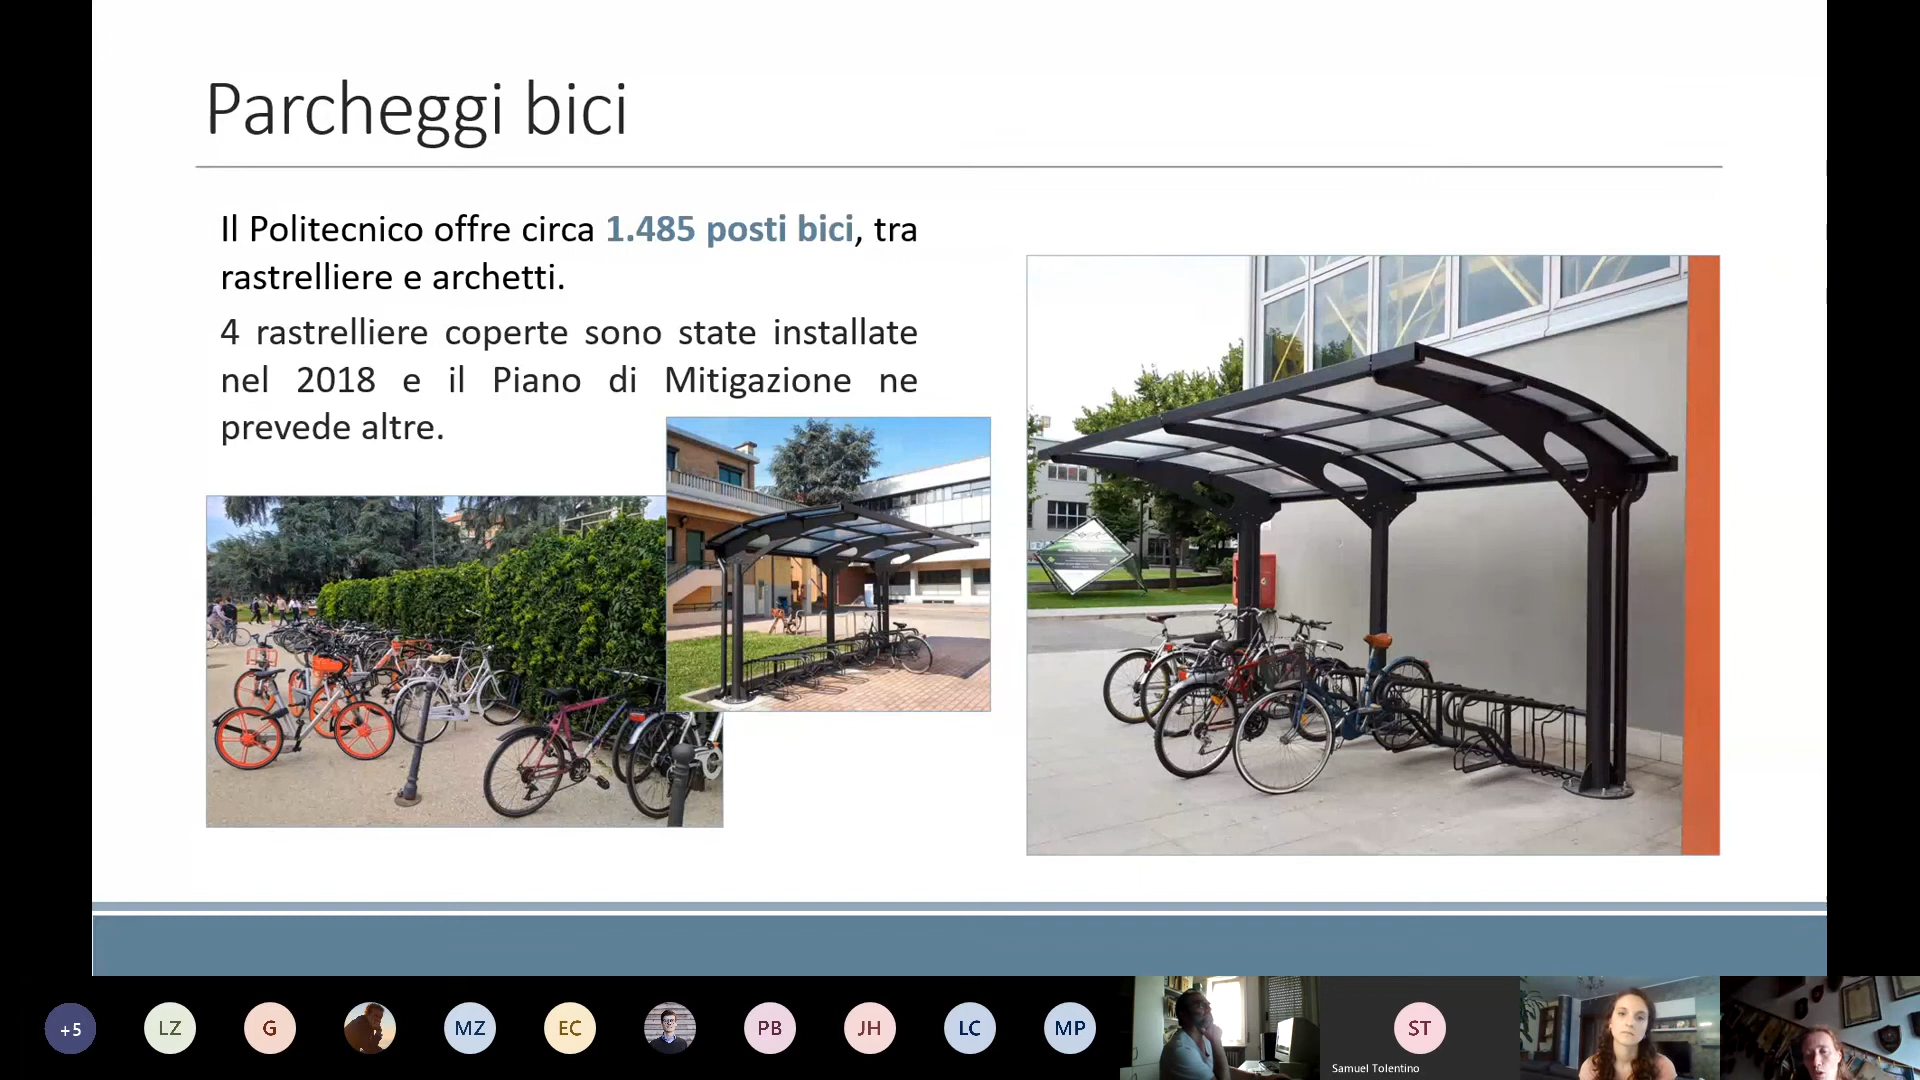 Parcheggi bici
Il Politecnico offre circa 1.485 posti bici, tra
rastrelliere e archetti.
4 rastrelliere coperte sono state installate
nel 2018 e il Piano di Mitigazione ne
prevede altre.
+5
LZ
G
MZ
EC
PB
JH
LC
MP
ST
Samuel Tolentino